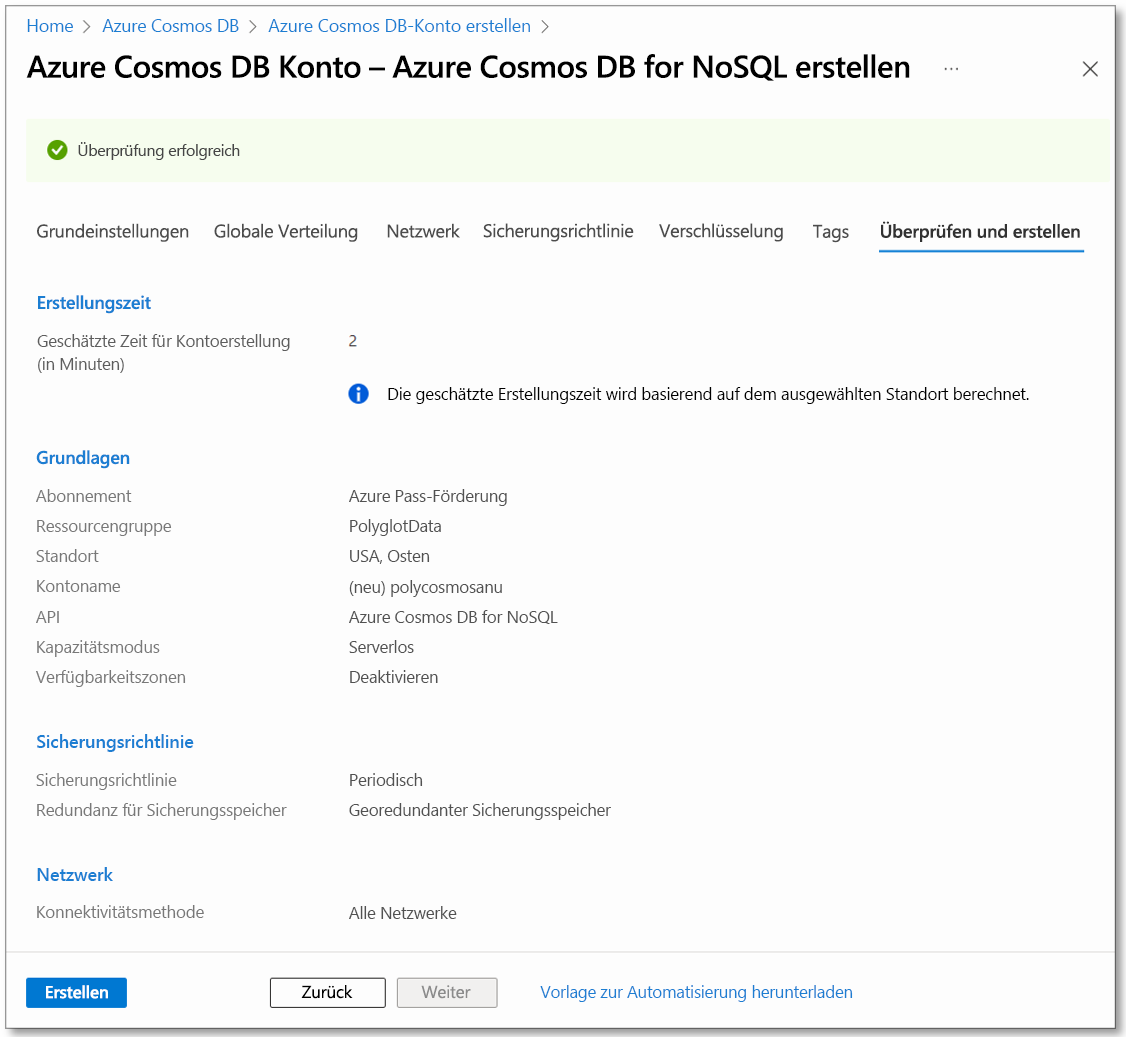 Home > Azure Cosmos DB > Azure Cosmos DB-Konto erstellen >
Azure Cosmos DB Konto – Azure Cosmos DB for NoSQL erstellen ...
Überprüfung erfolgreich
Grundeinstellungen Globale Verteilung Netzwerk Sicherungsrichtlinie Verschlüsselung Tags Überprüfen und erstellen
Erstellungszeit
Geschätzte Zeit für Kontoerstellung 2
(in Minuten)
Die geschätzte Erstellungszeit wird basierend auf dem ausgewählten Standort berechnet.
Grundlagen
Abonnement Azure Pass-Förderung
Ressourcengruppe PolyglotData
Standort USA, Osten
Kontoname (neu) polycosmosanu
API Azure Cosmos DB for NoSQL
Kapazitätsmodus Serverlos
Verfügbarkeitszonen Deaktivieren
Sicherungsrichtlinie
Sicherungsrichtlinie Periodisch
Redundanz für Sicherungsspeicher Georedundanter Sicherungsspeicher
Netzwerk
Konnektivitätsmethode Alle Netzwerke
Erstellen Zurück Weiter Vorlage zur Automatisierung herunterladen